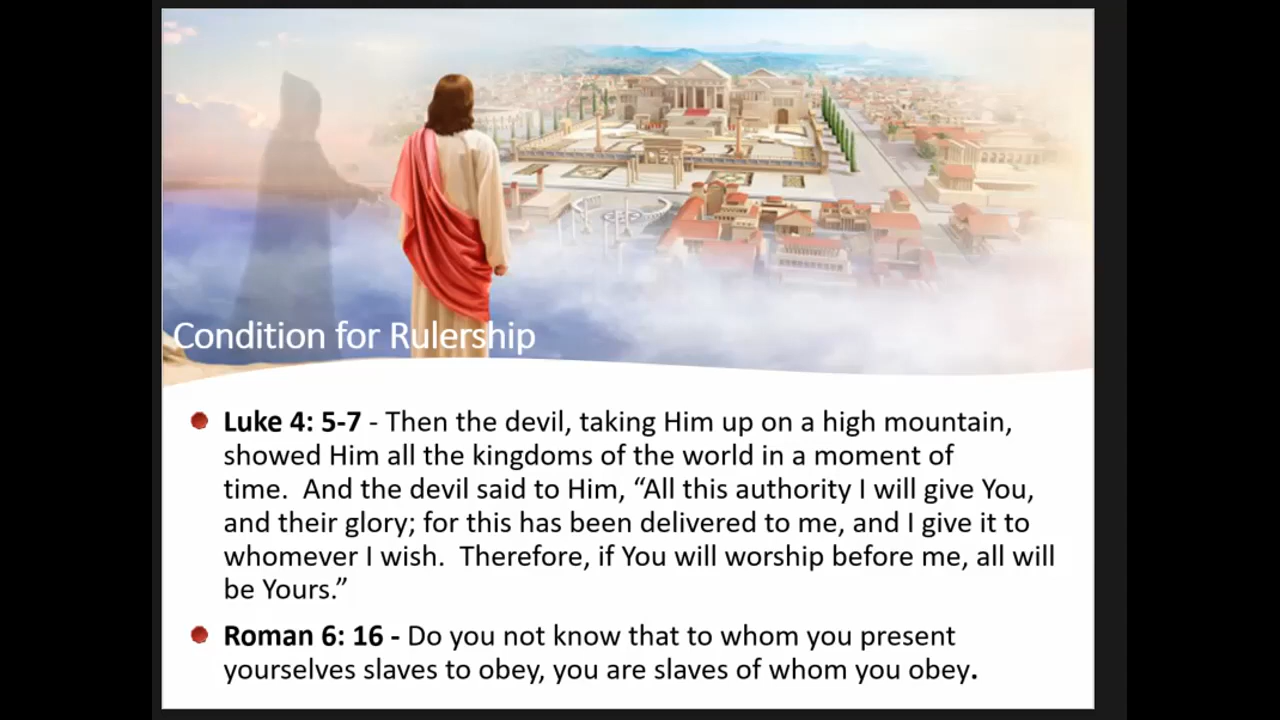 Condition for Rulership
Luke 4: 5-7 - Then the devil, taking Him up on a high mountain,
showed Him all the kingdoms of the world in a moment of
time.  And the devil said to Him, “All this authority I will give You,
and their glory; for this has been delivered to me, and I give it to
whomever I wish.  Therefore, if You will worship before me, all will
be Yours.”
Roman 6: 16 - Do you not know that to whom you present
yourselves slaves to obey, you are slaves of whom you obey.